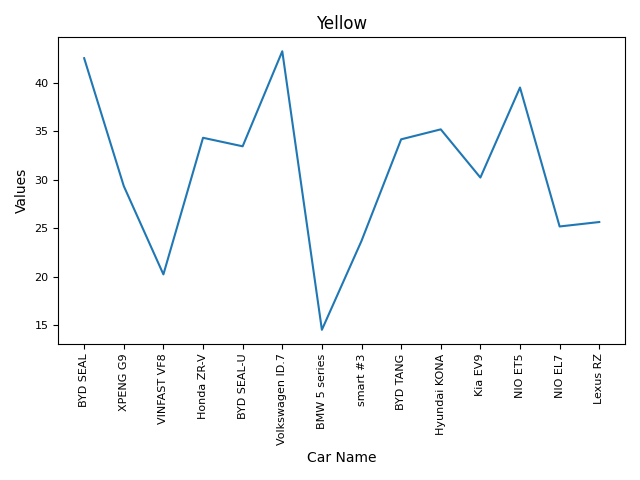 Yellow
Values
40
35
30
25
20
15
BYD SEAL
XPENG G9
VINFAST VF8
Honda ZR-V
BYD SEAL-U
Volkswagen ID.7
BMW 5 series
smart #3
BYD TANG
Hyundai KONA
Kia EV9
NIO ET5
NIO EL7
Lexus RZ
Car Name